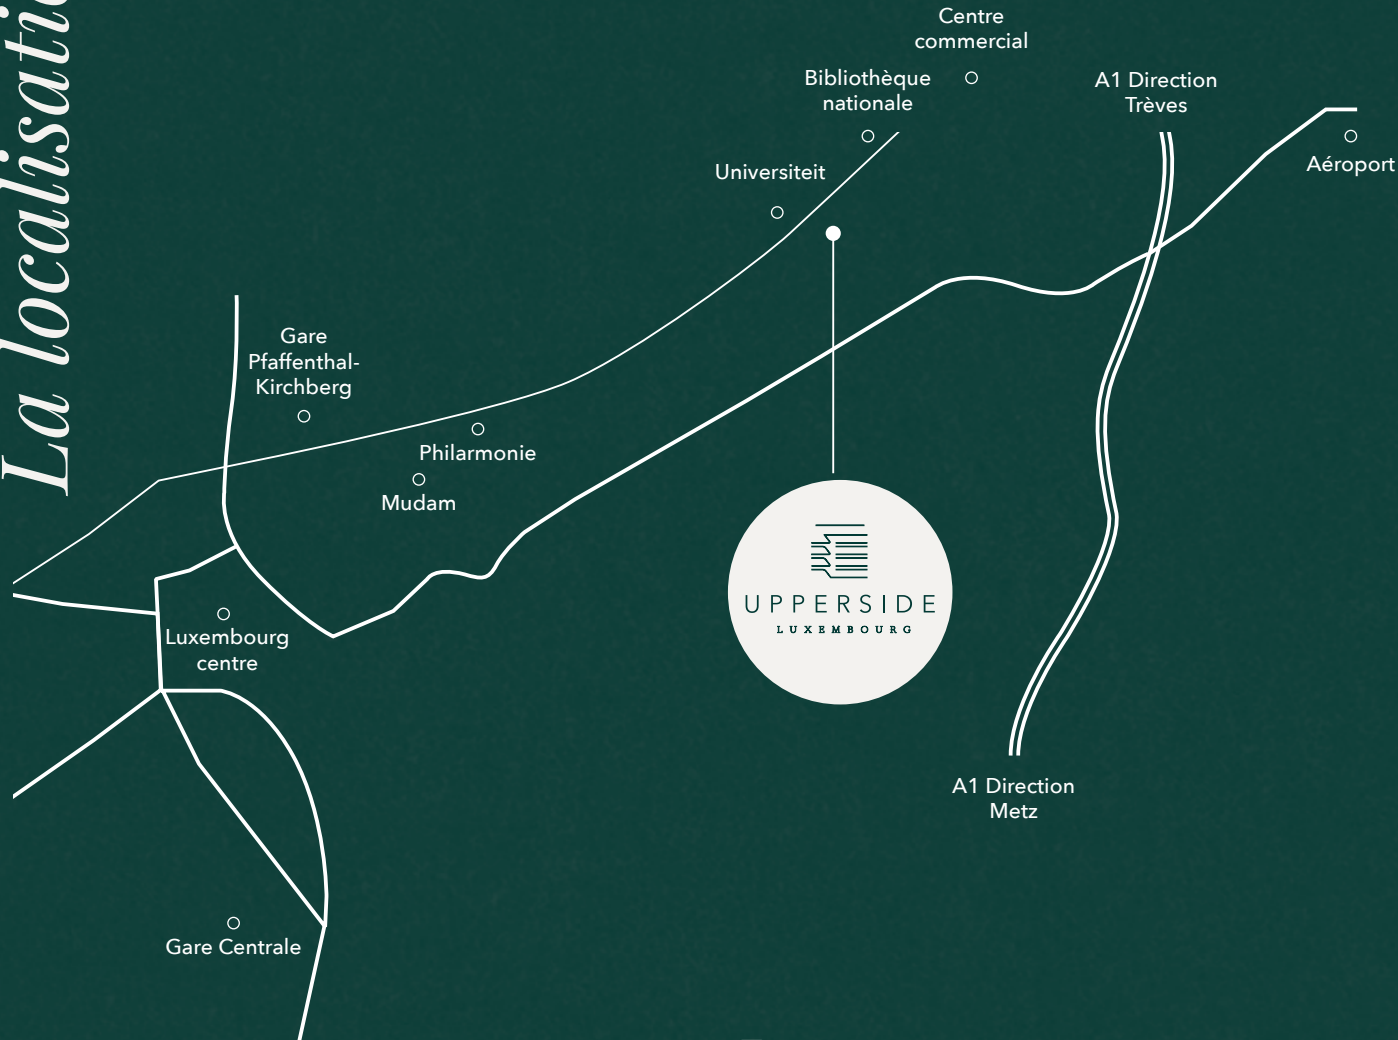 La localisati
Centre
commercial
Bibliothèque
nationale
A1 Direction
Trèves
Aéroport
Universiteit
Gare
Pfaffenthal-
Kirchberg
Philarmonie
Mudam
UPPERSIDE
LUXEMBOURG
Luxembourg
centre
A1 Direction
Metz
Gare Centrale